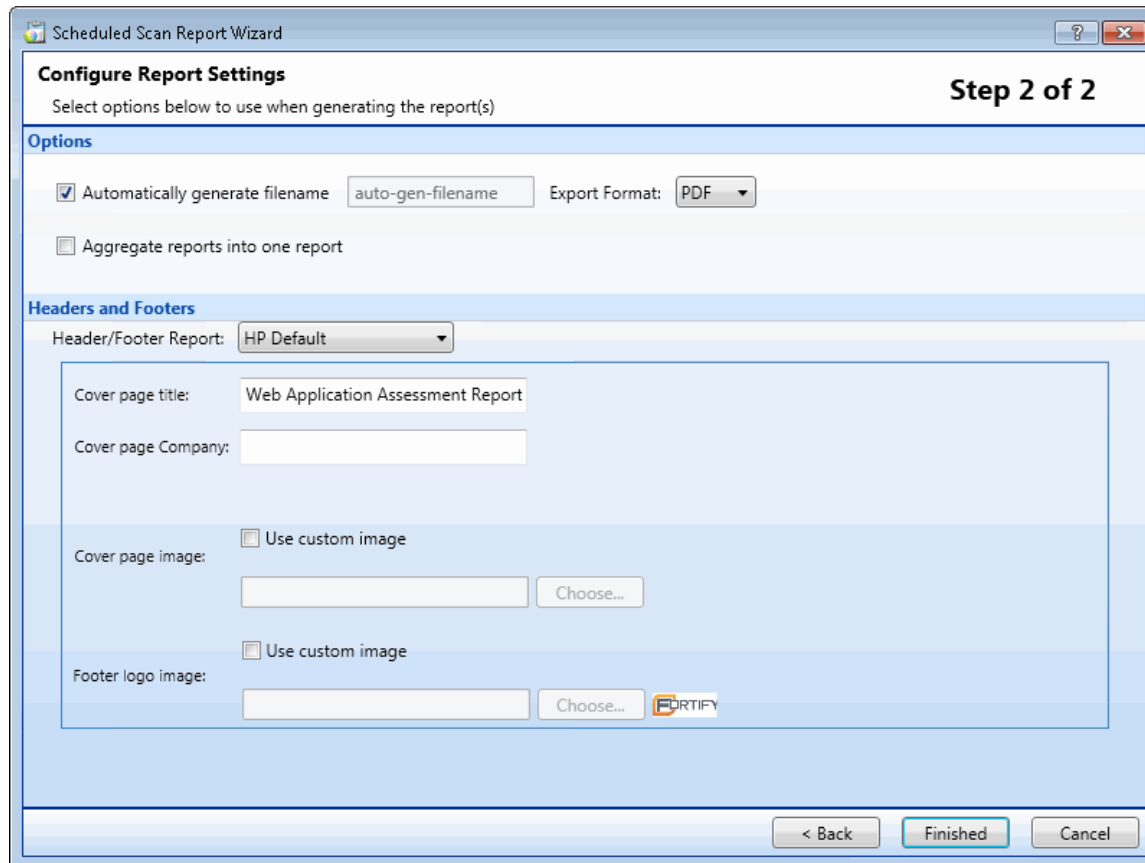 Scheduled Scan Report Wizard
?
Configure Report Settings
Select options below to use when generating the report(s)
Step 2 of 2
Options
Automatically generate filename auto-gen-filename Export Format: PDF
Aggregate reports into one report
Headers and Footers
Header/Footer Report: HP Default
Cover page title: Web Application Assessment Report
Cover page Company:
Use custom image
Cover page image:
Choose...
Use custom image
Footer logo image:
Choose... FORTIFY
< Back Finished Cancel